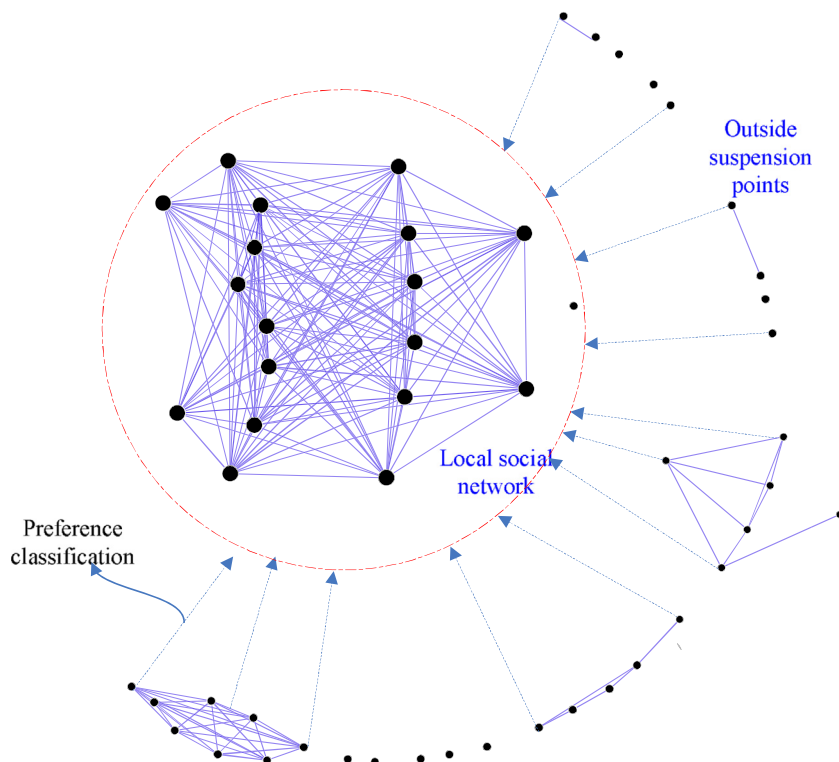 Outside
suspension
points
Local social
network
Preference
classification